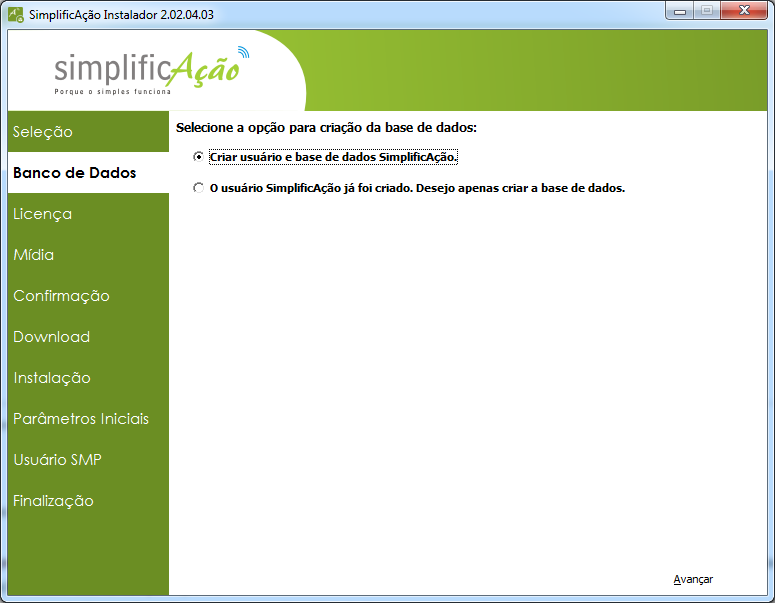 SimplificAção Instalador 2.02.04.03
simplificAção
Porque o simples funciona
Seleção
Banco de Dados
Licença
Mídia
Confirmação
Download
Instalação
Parâmetros Iniciais
Usuário SMP
Finalização
Selecione a opção para criação da base de dados:
Criar usuário e base de dados SimplificAção.
O usuário SimplificAção já foi criado. Desejo apenas criar a base de dados.
Avançar